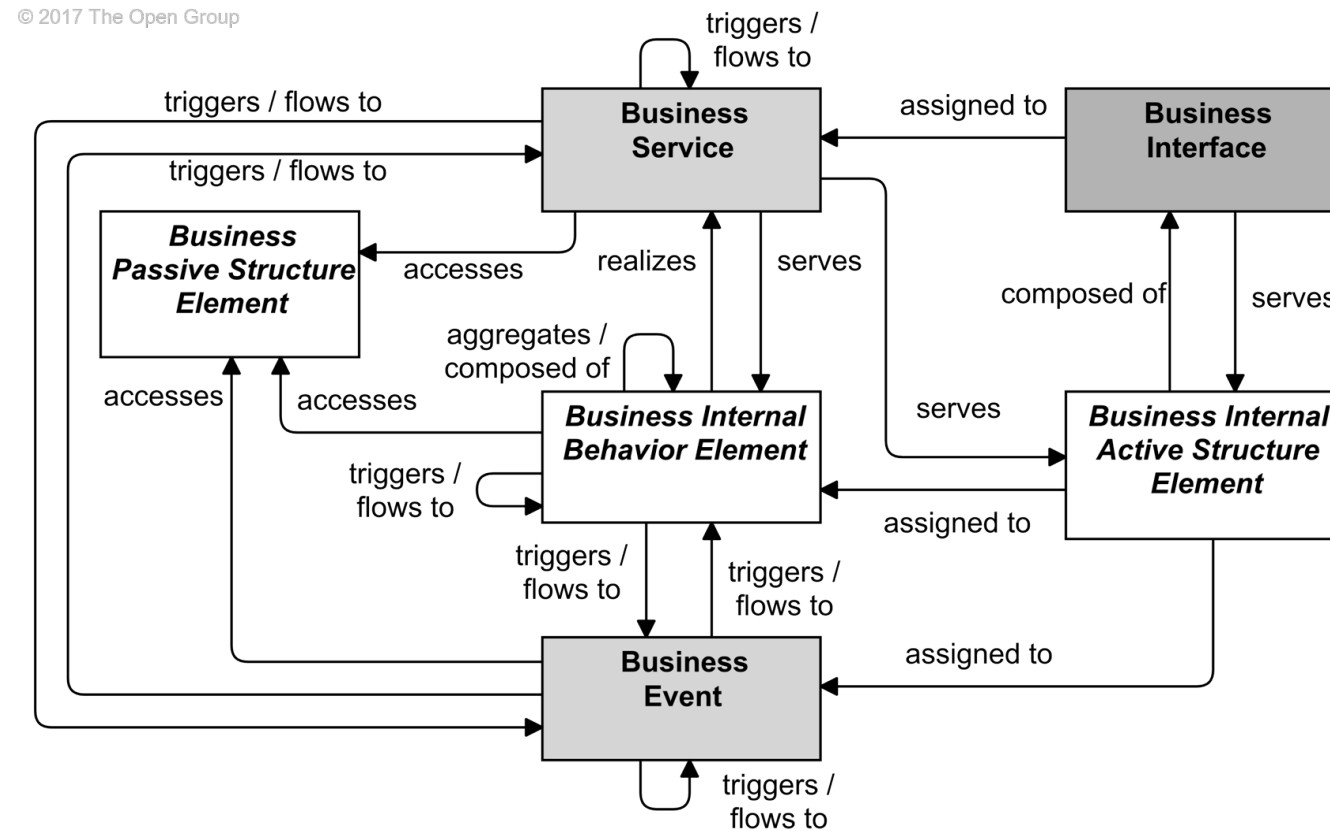 © 2017 The Open Group
triggers /
flows to
triggers / flows to
Business
Service
assigned to
Business
Interface
triggers / flows to
Business
Passive Structure
Element
accesses
realizes
serves
composed of
serves
aggregates /
composed of
accesses
accesses
Business Internal
Behavior Element
serves
Business Internal
Active Structure
Element
triggers /
flows to
assigned to
triggers /
flows to
triggers /
flows to
Business
Event
assigned to
triggers /
flows to